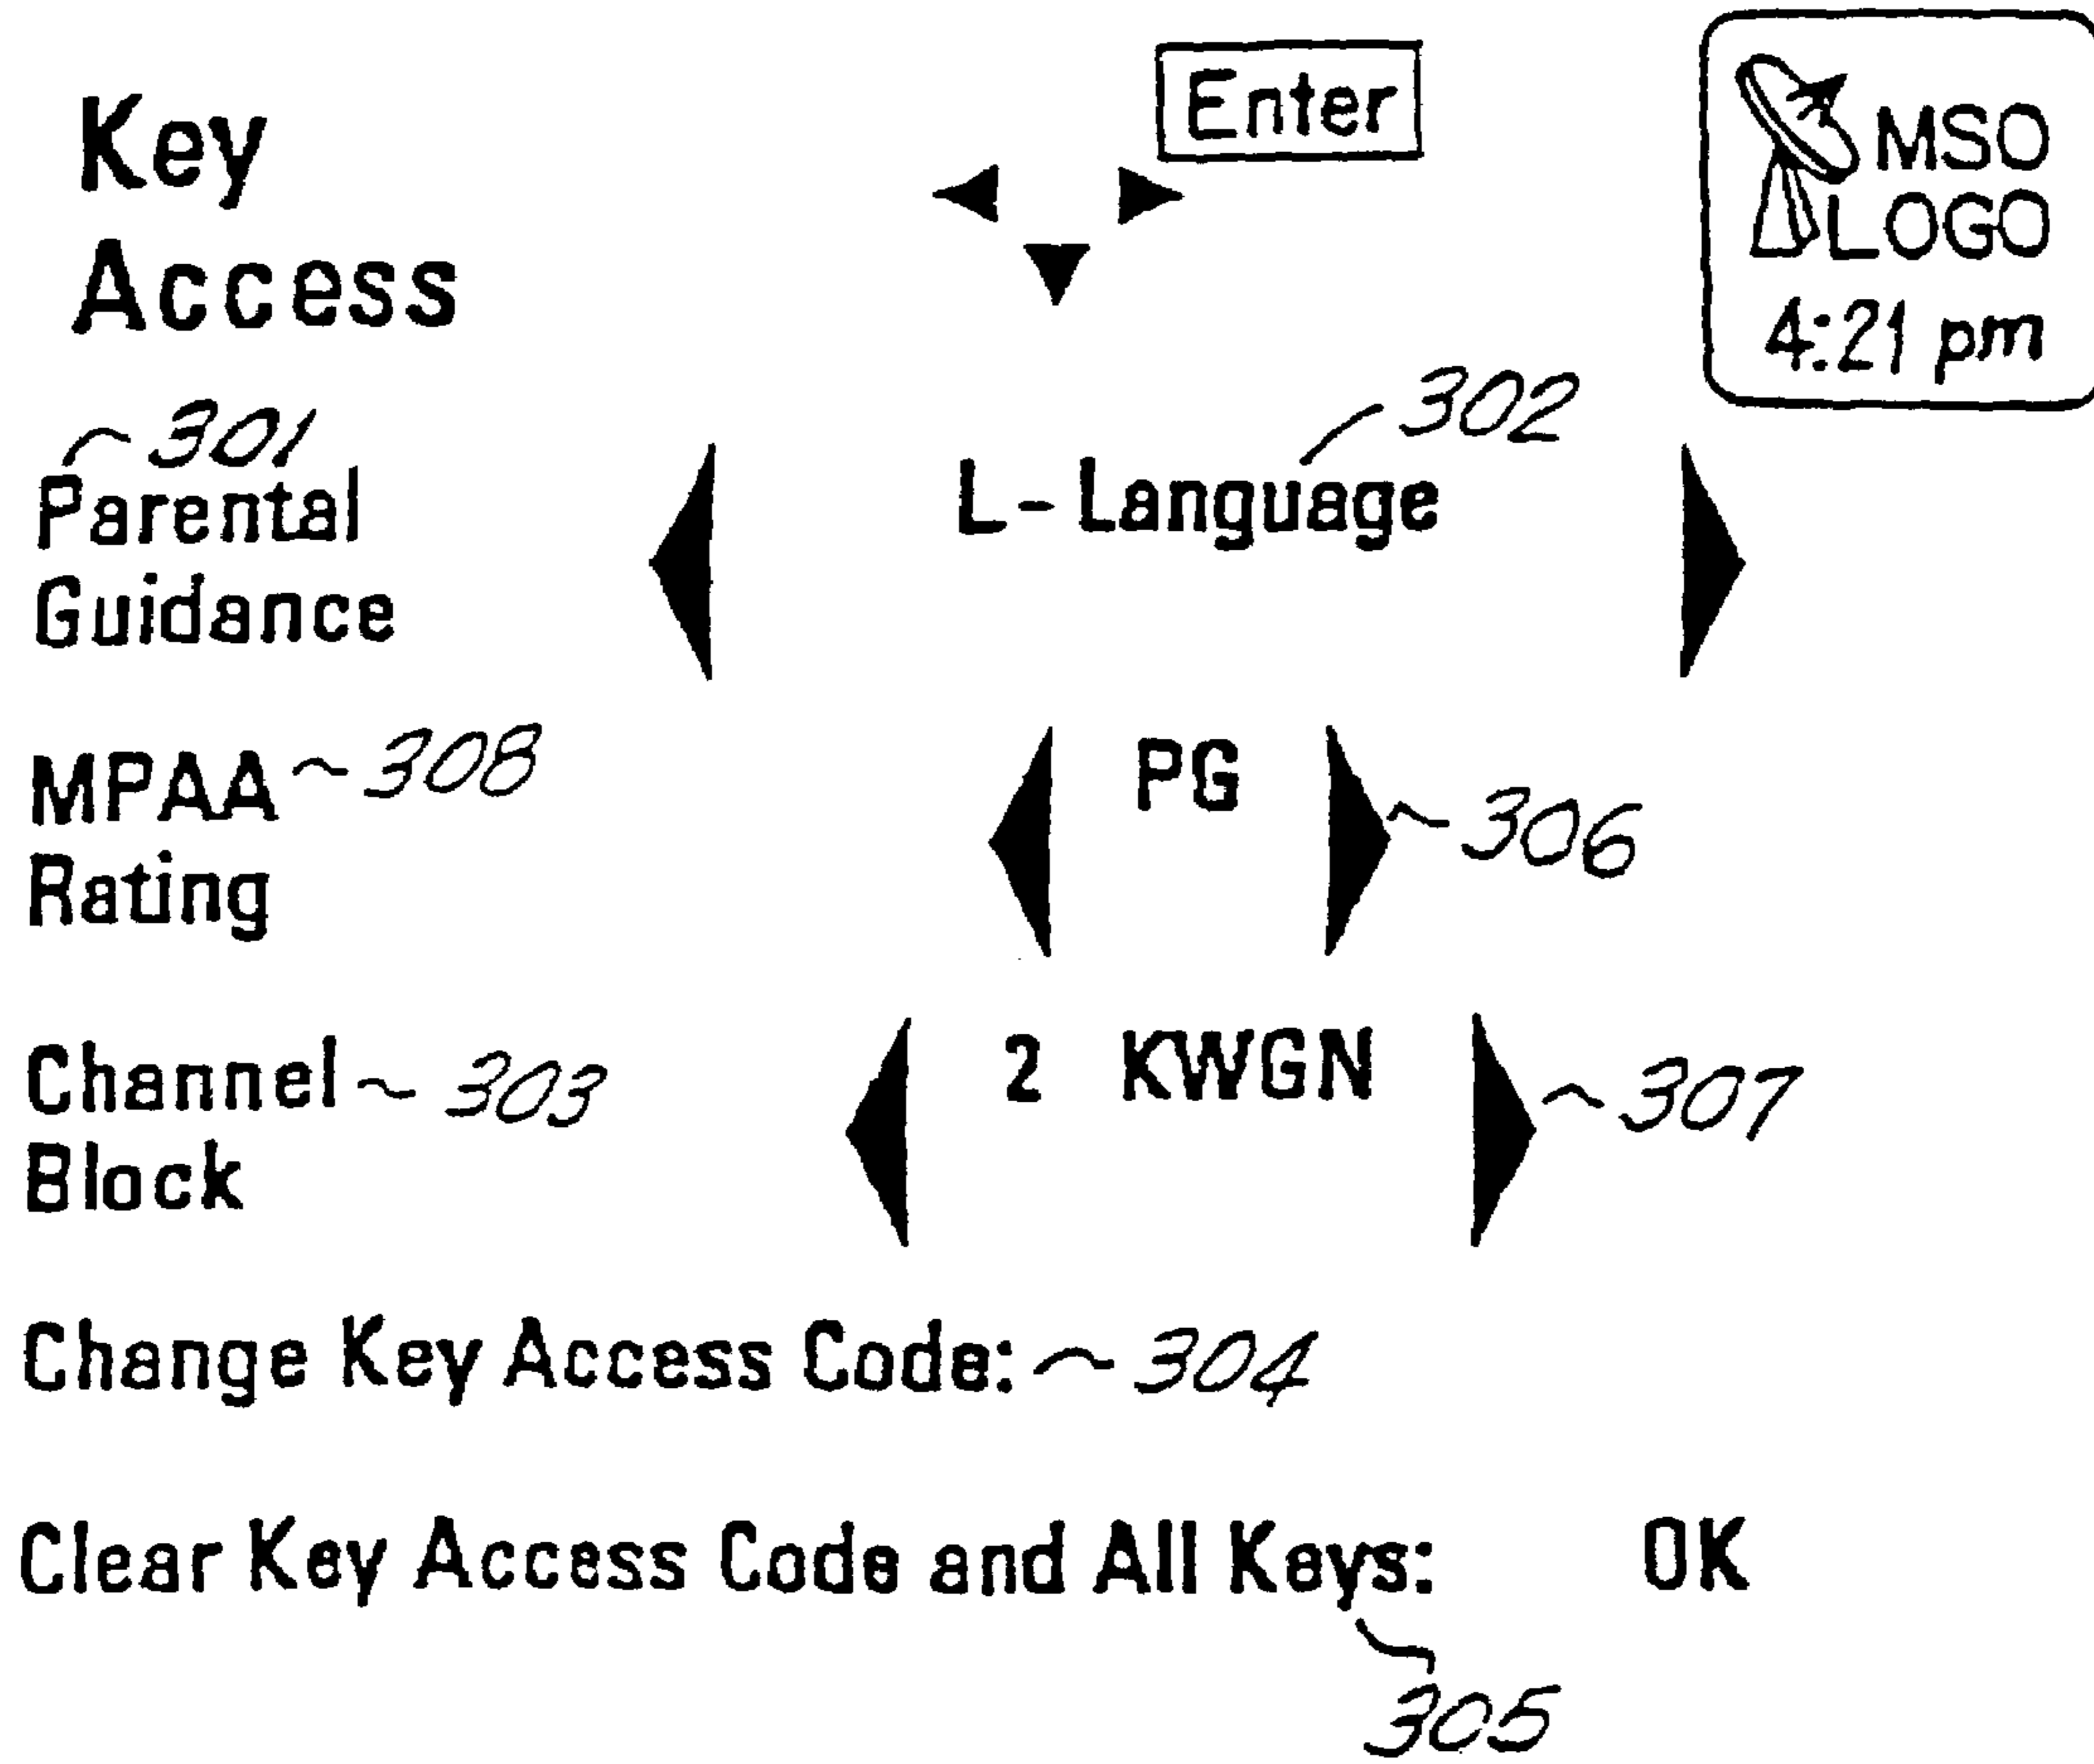 Key
Access
Enter
MSO
LOGO
4:21 pm
301
Parental
Guidance
302
L-Language
MPAA 308
Rating
PG 306
Channel 303
Block
2 KWGN 307
Change Key Access Code: 304
Clear Key Access Code and All Keys: OK
305